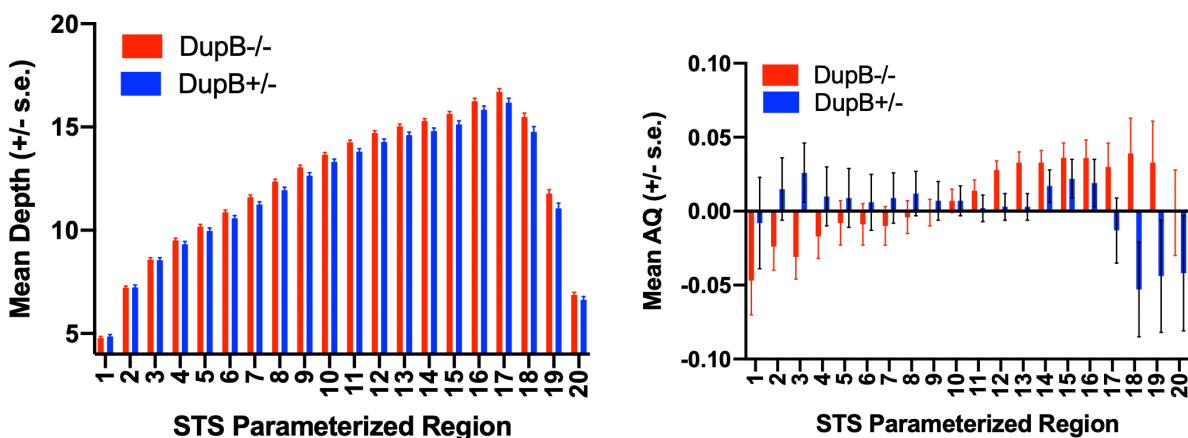 Mean Depth (+/- s.e.)
20
15
10
5
DupB-/-
DupB+/-
1 2 3 4 5 6 7 8 9 10 11 12 13 14 15 16 17 18 19 20
STS Parameterized Region
Mean AQ (+/- s.e.)
0.10
0.05
0.00
-0.05
-0.10
DupB-/-
DupB+/-
1 2 3 4 5 6 7 8 9 10 11 12 13 14 15 16 17 18 19 20
STS Parameterized Region